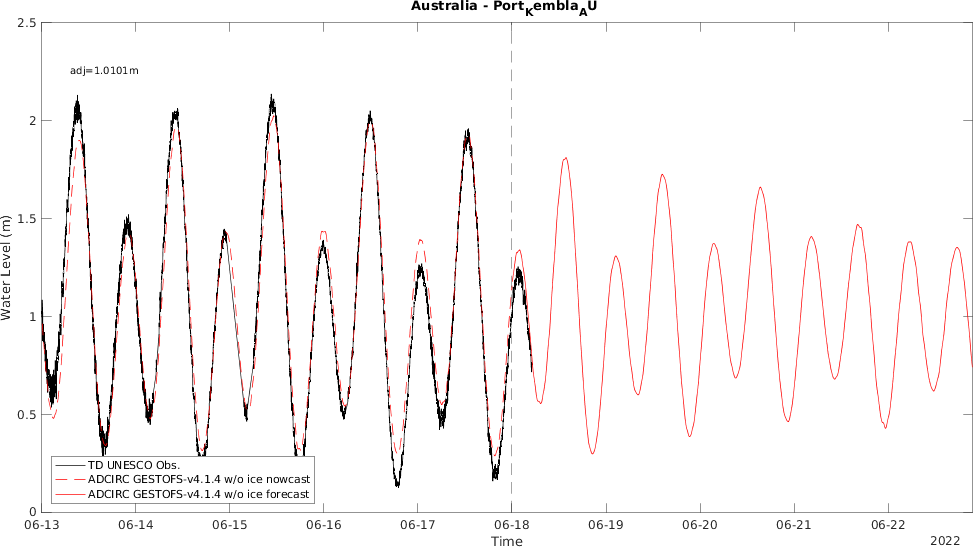 Australia - PortKemblaAU
adj=1.0101m
2.5
2
1.5
1
0.5
0
Water Level (m)
TD UNESCO Obs.
ADCIRC GESTOFS-v4.1.4 w/o ice nowcast
ADCIRC GESTOFS-v4.1.4 w/o ice forecast
06-13 06-14 06-15 06-16 06-17 06-18 06-19 06-20 06-21 06-22
Time
2022